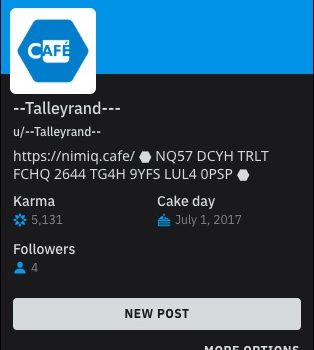 CAFÉ
--Talleyrand---
u/--Talleyrand--
https://nimiq.cafe/ ⬢ NQ57 DCYH TRLT
FCHQ 2644 TG4H 9YFS LUL4 0PSP ⬢
Karma
Cake day
5,131
July 1, 2017
Followers
4
NEW POST
MORE OPTIONS